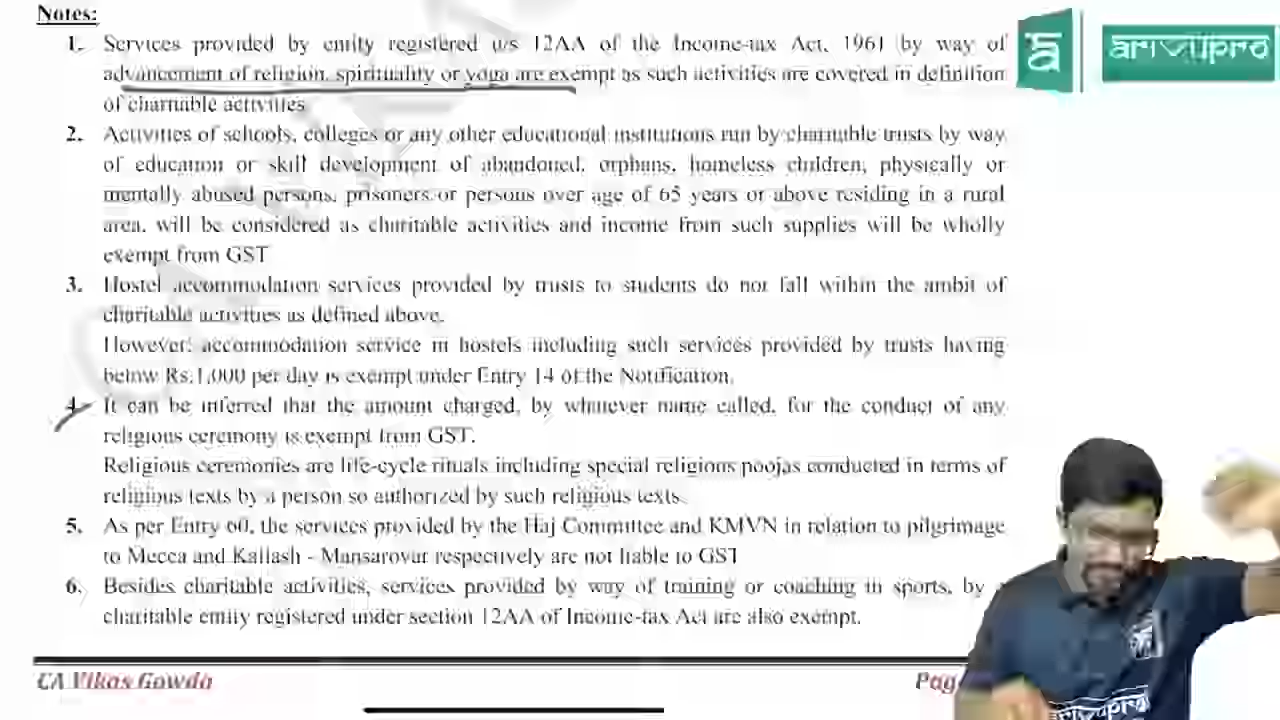 Notes:
1. Services provided by entity registered u/s 12AA of the Income-tax Act, 1961 by way of
advancement of religion, spirituality or yoga are exempt as such activities are covered in definition
of charitable activities
2. Activities of schools, colleges or any other educational institutions run by charitable trusts by way
of education or skill development of abandoned, orphans, homeless children, physically or
mentally abused persons, prisoners or persons over age of 65 years or above residing in a rural
area, will be considered as charitable activities and income from such supplies will be wholly
exempt from GST
3. Hostel accommodation services provided by trusts to students do not fall within the ambit of
charitable activities as defined above.
However, accommodation service in hostels including such services provided by trusts having
below Rs.1,000 per day is exempt under Entry 14 of the Notification.
4. It can be inferred that the amount charged, by whatever name called, for the conduct of any
religious ceremony is exempt from GST.
Religious ceremonies are life-cycle rituals including special religious poojas conducted in terms of
religious texts by a person so authorized by such religious texts.
5. As per Entry 60, the services provided by the Haj Committee and KMVN in relation to pilgrimage
to Mecca and Kailash - Mansarovar respectively are not liable to GST
6. Besides charitable activities, services provided by way of training or coaching in sports, by
charitable entity registered under section 12AA of Income-tax Act are also exempt.
CA Vikas Gowda
Pag
arivupro
arivupro